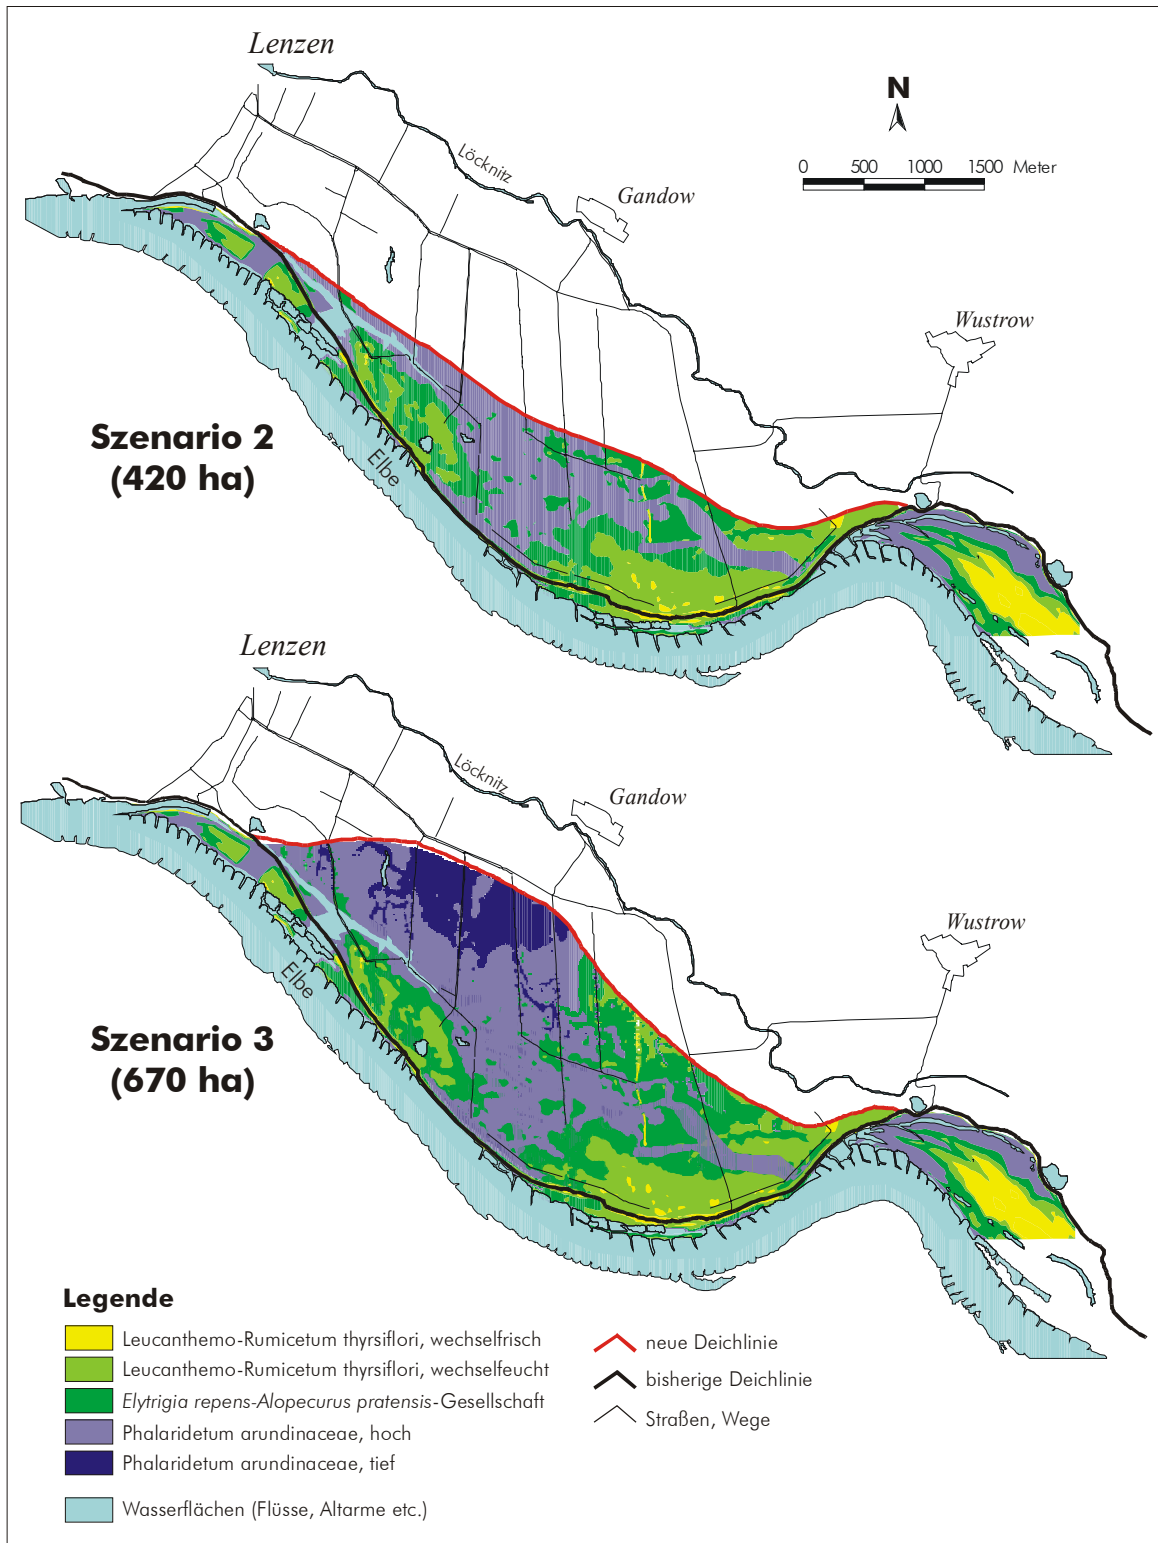 Lenzen
N
0 500 1000 1500 Meter
Löcknitz
Gandow
Wustrow
Szenario 2
(420 ha)
Elbe
Lenzen
Löcknitz
Gandow
Wustrow
Elbe
Szenario 3
(670 ha)
Legende
Leucanthemo-Rumicetum thyrsiflori, wechselfrisch
Leucanthemo-Rumicetum thyrsiflori, wechselfeucht
Elytrigia repens-Alopecurus pratensis-Gesellschaft
Phalaridetum arundinaceae, hoch
Phalaridetum arundinaceae, tief
Wasserflächen (Flüsse, Altarme etc.)
neue Deichlinie
bisherige Deichlinie
Straßen, Wege